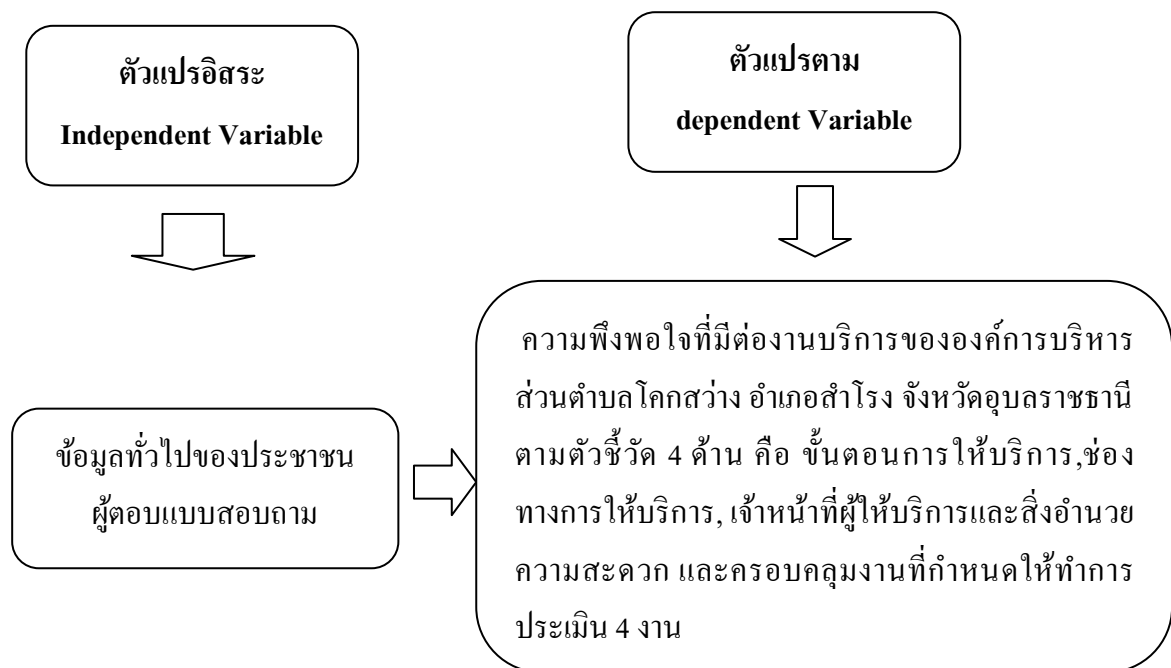 ตัวแปรอิสระ
Independent Variable
ตัวแปรตาม
dependent Variable
ข้อมูลทั่วไปของประชาชน
ผู้ตอบแบบสอบถาม
ความพึงพอใจที่มีต่องานบริการขององค์การบริหาร
ส่วนตำบลโคกสว่าง อำเภอสำโรง จังหวัดอุบลราชธานี
ตามตัวชี้วัด 4 ด้าน คือ ขั้นตอนการให้บริการ,ช่อง
ทางการให้บริการ, เจ้าหน้าที่ผู้ให้บริการและสิ่งอำนวย
ความสะดวก และครอบคลุมงานที่กำหนดให้ทำการ
ประเมิน 4 งาน